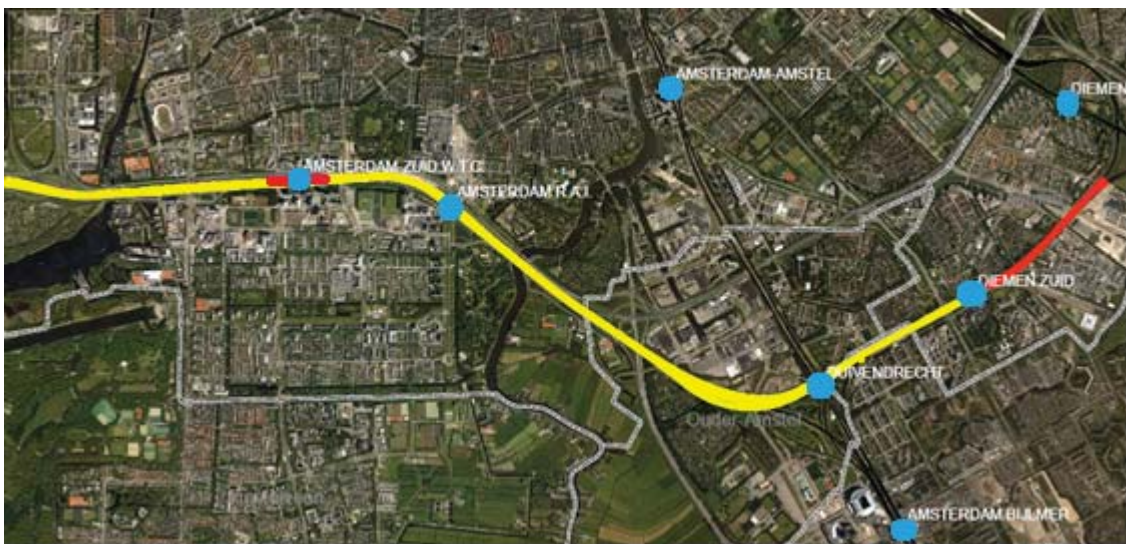 AMSTERDAM-AMSTEL
DIEMEN
AMSTERDAM ZUID W.T.C.
AMSTERDAM R.A.I.
DIEMEN ZUID
DUIVENDRECHT
Ouder-Amstel
AMSTERDAM BIJLMER